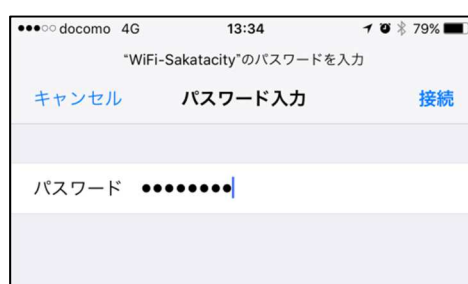 ●●●○○ docomo 4G 13:34 79%
"WiFi-Sakatacity"のパスワードを入力
キャンセル パスワード入力 接続
パスワード ●●●●●●●●